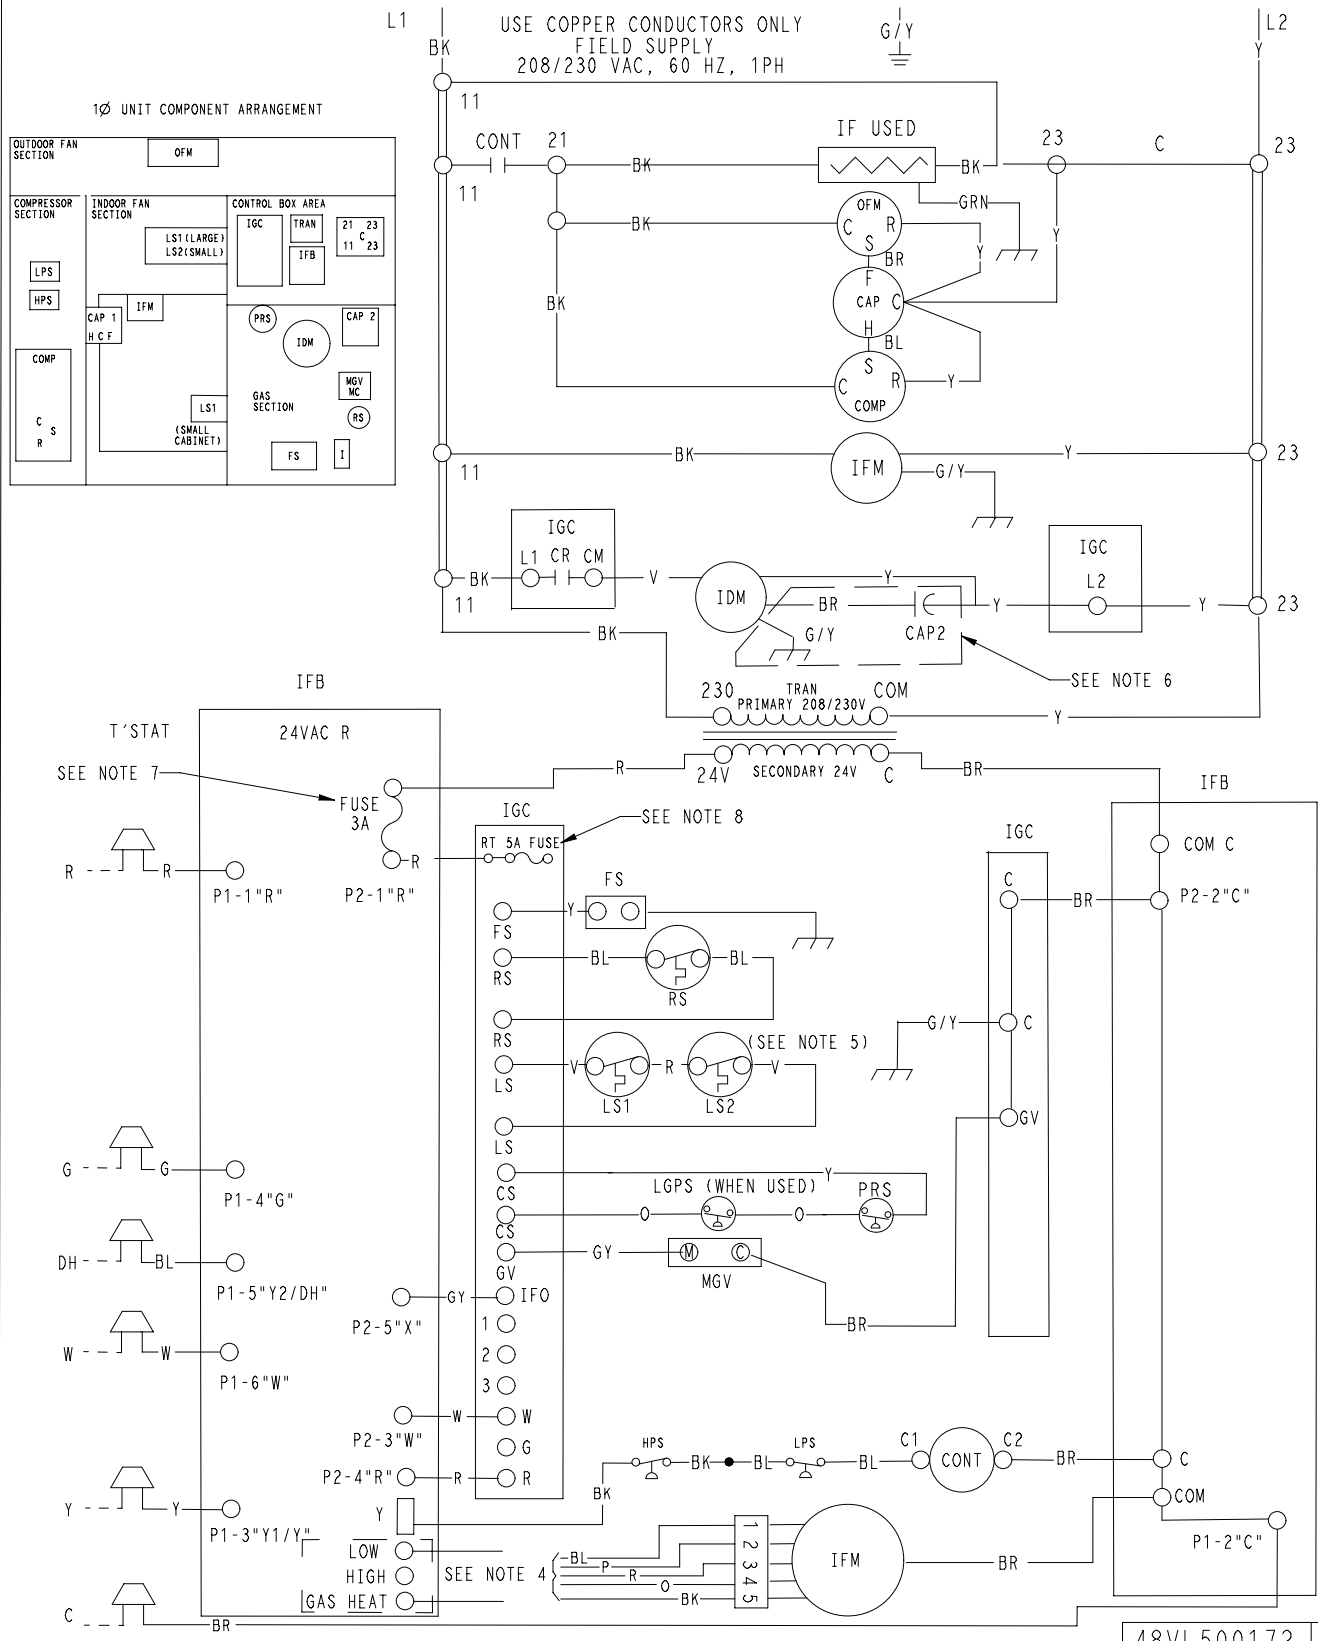 L1
USE COPPER CONDUCTORS ONLY
FIELD SUPPLY
208/230 VAC, 60 HZ, 1PH
G/Y
L2
BK
Y
11
1Ø UNIT COMPONENT ARRANGEMENT
OUTDOOR FAN
SECTION
OFM
COMPRESSOR
SECTION
INDOOR FAN
SECTION
CONTROL BOX AREA
LS1(LARGE)
LS2(SMALL)
IGC
TRAN
IFB
21 23
C
11 23
LPS
HPS
CAP 1
H C F
IFM
PRS
IDM
CAP 2
COMP
C
S
R
LS1
(SMALL
CABINET)
GAS
SECTION
MGV
MC
RS
FS
I
CONT
21
BK
IF USED
BK
23
C
23
11
GRN
BK
OFM
C
R
S
Y
Y
BR
F
CAP C
H
BK
BL
S
C
R
COMP
Y
11
BK
IFM
Y
23
G/Y
IGC
L1 CR CM
BK
11
V
IDM
Y
BR
G/Y
CAP2
Y
IGC
L2
Y
23
BK
SEE NOTE 6
230
TRAN
COM
PRIMARY 208/230V
Y
24V
SECONDARY 24V
C
R
BR
IFB
T'STAT
24VAC R
SEE NOTE 7
FUSE
3A
R
IGC
RT 5A FUSE
SEE NOTE 8
IGC
IFB
COM C
R
R
P1-1"R"
P2-1"R"
FS
FS
Y
C
BR
P2-2"C"
RS
BL
RS
BL
RS
G/Y
C
LS
V
LS1
R
LS2
V
(SEE NOTE 5)
LS
GV
G
G
P1-4"G"
CS
Y
LGPS (WHEN USED)
PRS
CS
O
O
DH
BL
P1-5"Y2/DH"
GV
GY
M
C
MGV
BR
P2-5"X"
GY
IFO
1
2
3
W
W
P1-6"W"
P2-3"W"
W
W
G
P2-4"R"
R
R
HPS
BK
BL
LPS
BL
C1
CONT
C2
BR
C
Y
Y
P1-3"Y1/Y"
Y
BK
COM
P1-2"C"
LOW
HIGH
GAS HEAT
SEE NOTE 4
BL
P
R
O
BK
1
2
3
4
5
IFM
BR
C
BR
48VL500172